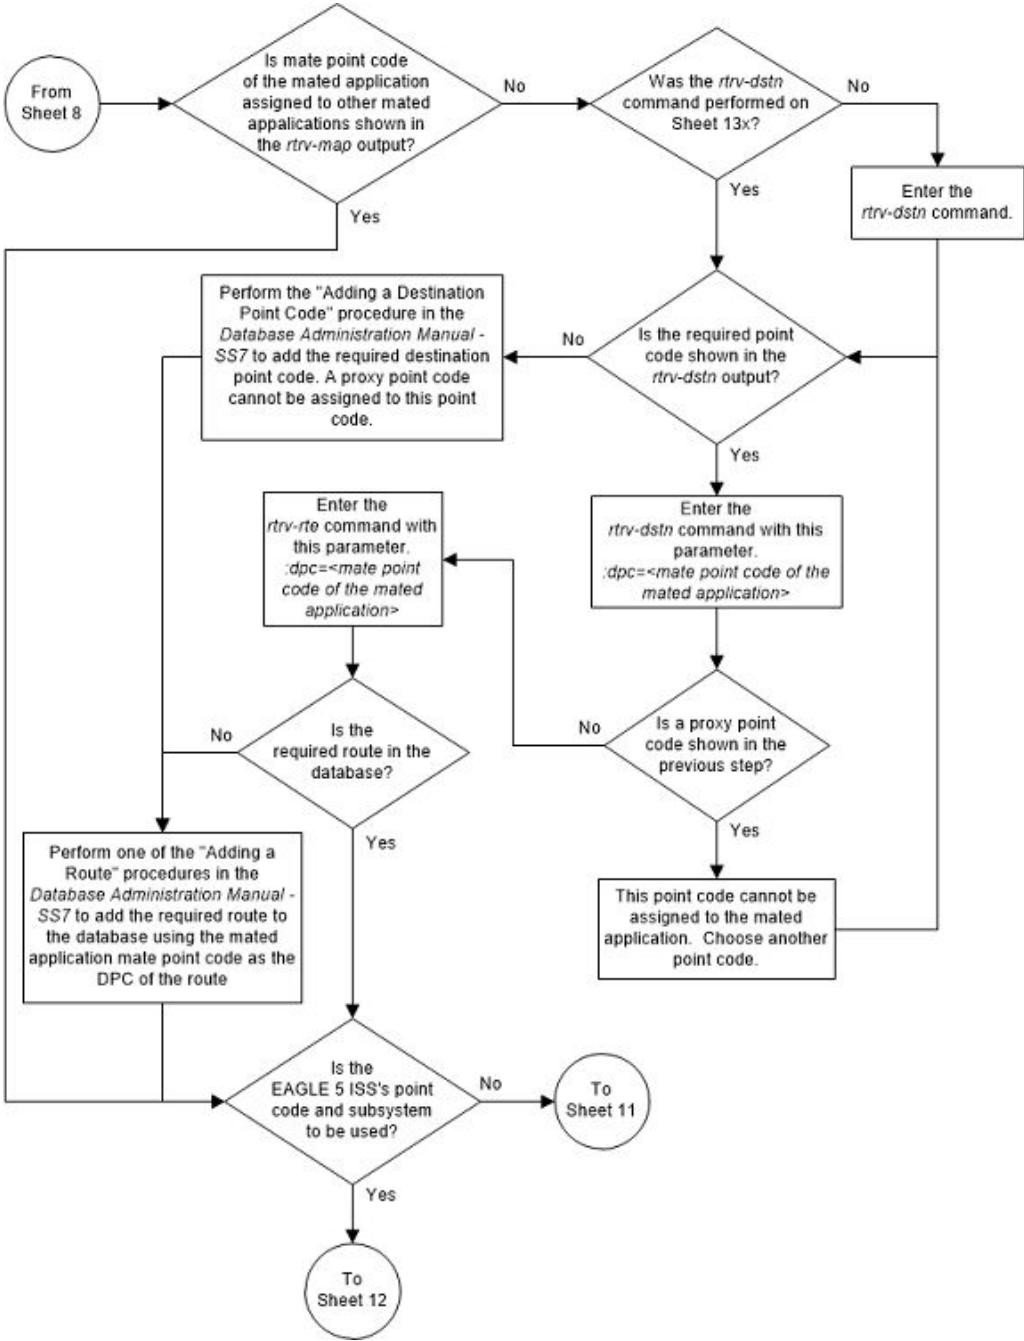 From
Sheet 8
Is mate point code
of the mated application
assigned to other mated
appalications shown in
the rtrv-map output?
No
Yes
Was the rtrv-dstn
command performed on
Sheet 13x?
No
Yes
Enter the
rtrv-dstn command.
Perform the "Adding a Destination
Point Code" procedure in the
Database Administration Manual -
SS7 to add the required destination
point code. A proxy point code
cannot be assigned to this point
code.
No
Is the required point
code shown in the
rtrv-dstn output?
Yes
Enter the
rtrv-rte command with
this parameter.
:dpc=<mate point
code of the mated
application>
Enter the
rtrv-dstn command with this
parameter.
:dpc=<mate point code of the
mated application>
No
Is the
required route in the
database?
Yes
No
Is a proxy point
code shown in the
previous step?
Yes
Perform one of the "Adding a
Route" procedures in the
Database Administration Manual -
SS7 to add the required route to
the database using the mated
application mate point code as the
DPC of the route
This point code cannot be
assigned to the mated
application.  Choose another
point code.
Is the
EAGLE 5 ISS's point
code and subsystem
to be used?
No
To
Sheet 11
Yes
To
Sheet 12